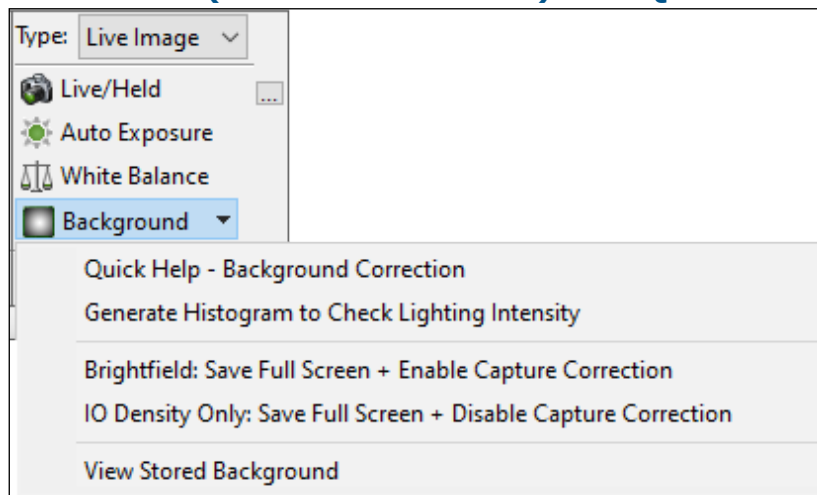 Type: Live Image
Live/Held
...
Auto Exposure
White Balance
Background
Quick Help - Background Correction
Generate Histogram to Check Lighting Intensity
Brightfield: Save Full Screen + Enable Capture Correction
IO Density Only: Save Full Screen + Disable Capture Correction
View Stored Background